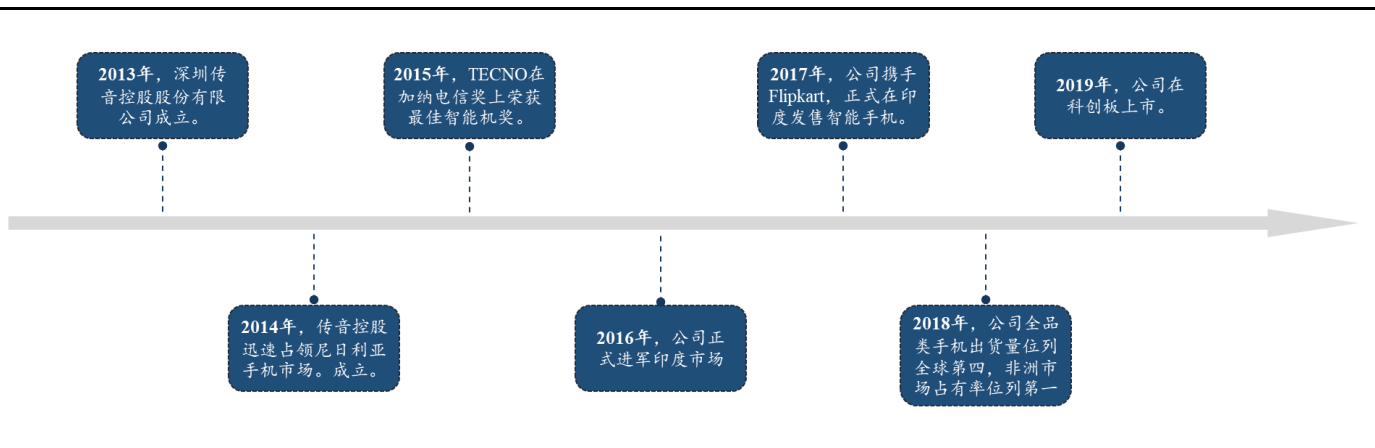 2013年，深圳传
音控股股份有限
公司成立。
2015年，TECNO在
加纳电信奖上荣获
最佳智能机奖。
2017年，公司携手
Flipkart，正式在印
度发售智能手机。
2019年，公司在
科创板上市。
2014年，传音控股
迅速占领尼日利亚
手机市场。成立。
2016年，公司正
式进军印度市场
2018年，公司全品
类手机出货量位列
全球第四，非洲市
场占有率位列第一